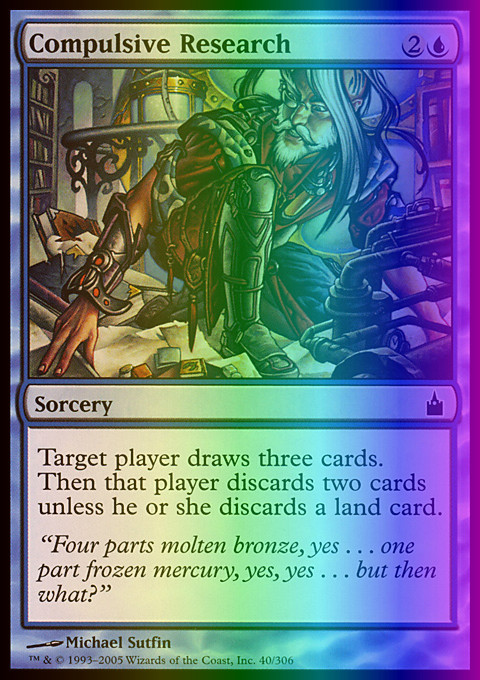 Compulsive Research 2
Sorcery
Target player draws three cards.
Then that player discards two cards
unless he or she discards a land card.
“Four parts molten bronze, yes . . . one
part frozen mercury, yes, yes . . . but then
what?”
Michael Sutfin
™ & © 1993–2005 Wizards of the Coast, Inc. 40/306